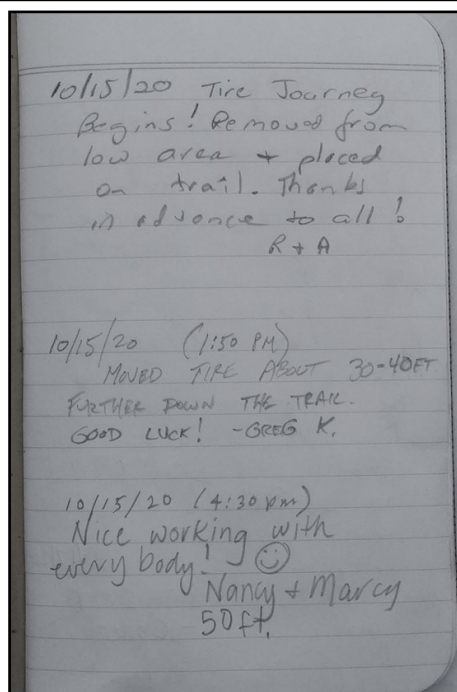 10/15/20 Tire Journey
Begins! Removed from
low area + placed
on trail. Thanks
in advance to all!
R + A
10/15/20 (1:50 PM)
MOVED TIRE ABOUT 30-40FT
FURTHER DOWN THE TRAIL.
GOOD LUCK! -GREG K.
10/15/20 (4:30 pm)
Nice working with
every body! ☺
Nancy + Marcy
50ft.